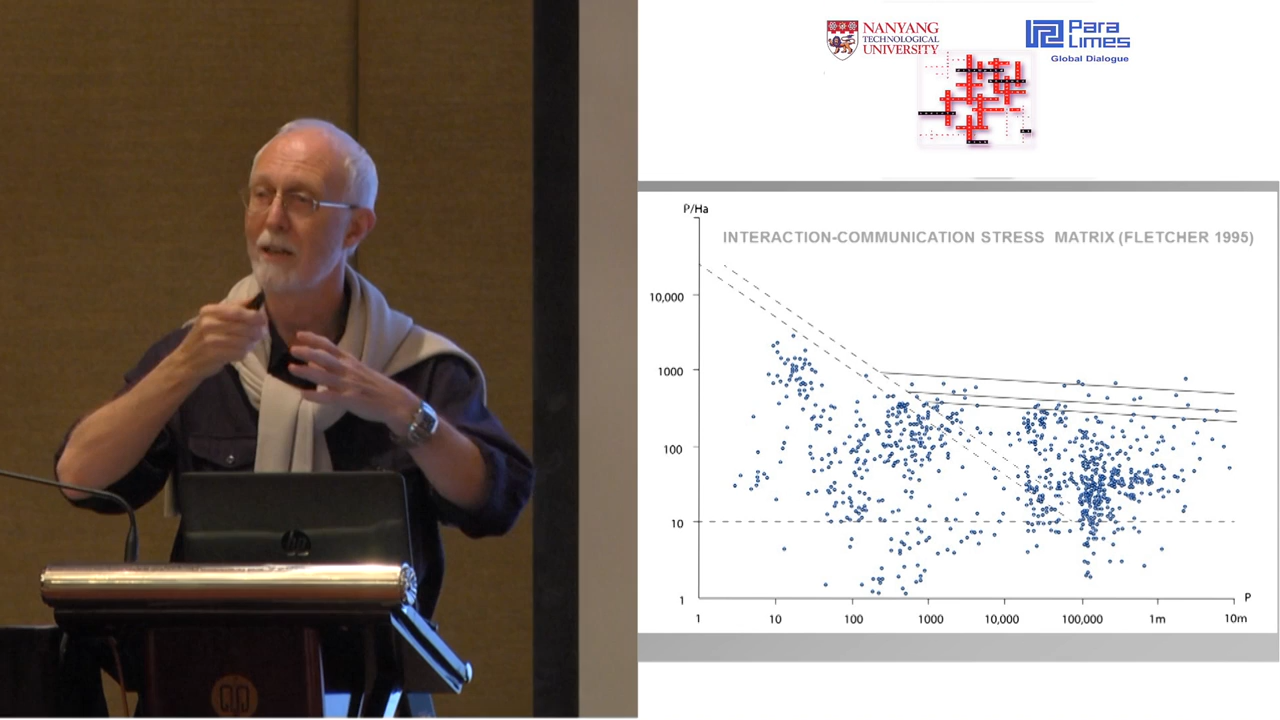 NANYANG
TECHNOLOGICAL
UNIVERSITY
Para
Limes
Global Dialogue
P/Ha
INTERACTION-COMMUNICATION STRESS MATRIX (FLETCHER 1995)
10,000
1000
100
10
1
P
1
10
100
1000
10,000
100,000
1m
10m
hp